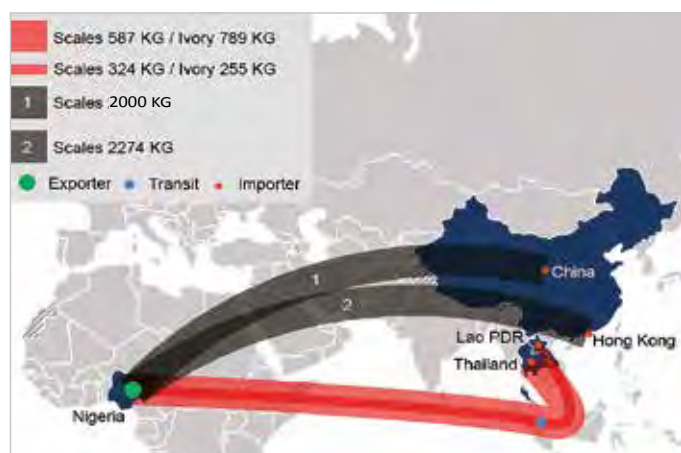 Scales 587 KG / Ivory 789 KG
Scales 324 KG / Ivory 255 KG
1 Scales 2000 KG
2 Scales 2274 KG
Exporter Transit Importer
1
China
2
Lao PDR
Hong Kong
Thailand
Nigeria